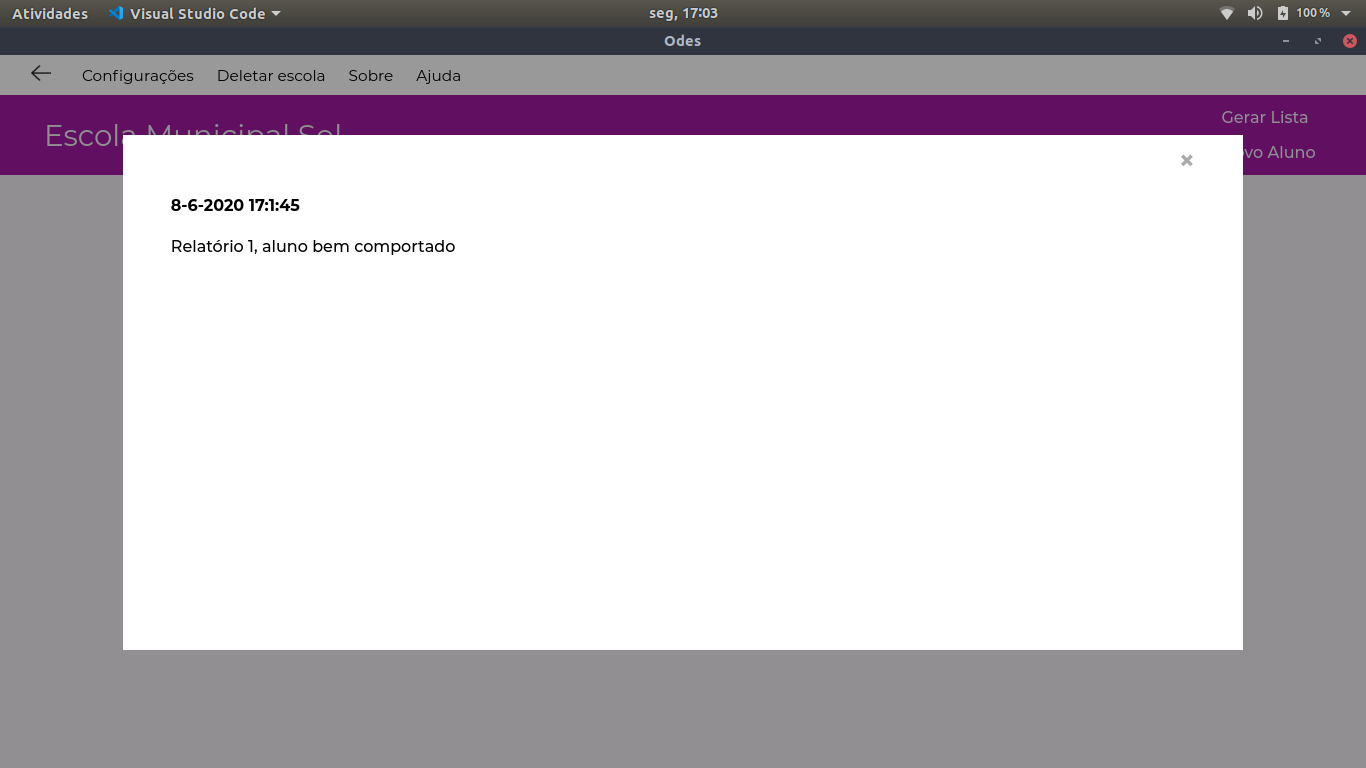 Atividades Visual Studio Code seg, 17:03 100 %
Odes
Configurações Deletar escola Sobre Ajuda
Gerar Lista
Escola Municipal Sol
Aluno
8-6-2020 17:1:45
Relatório 1, aluno bem comportado